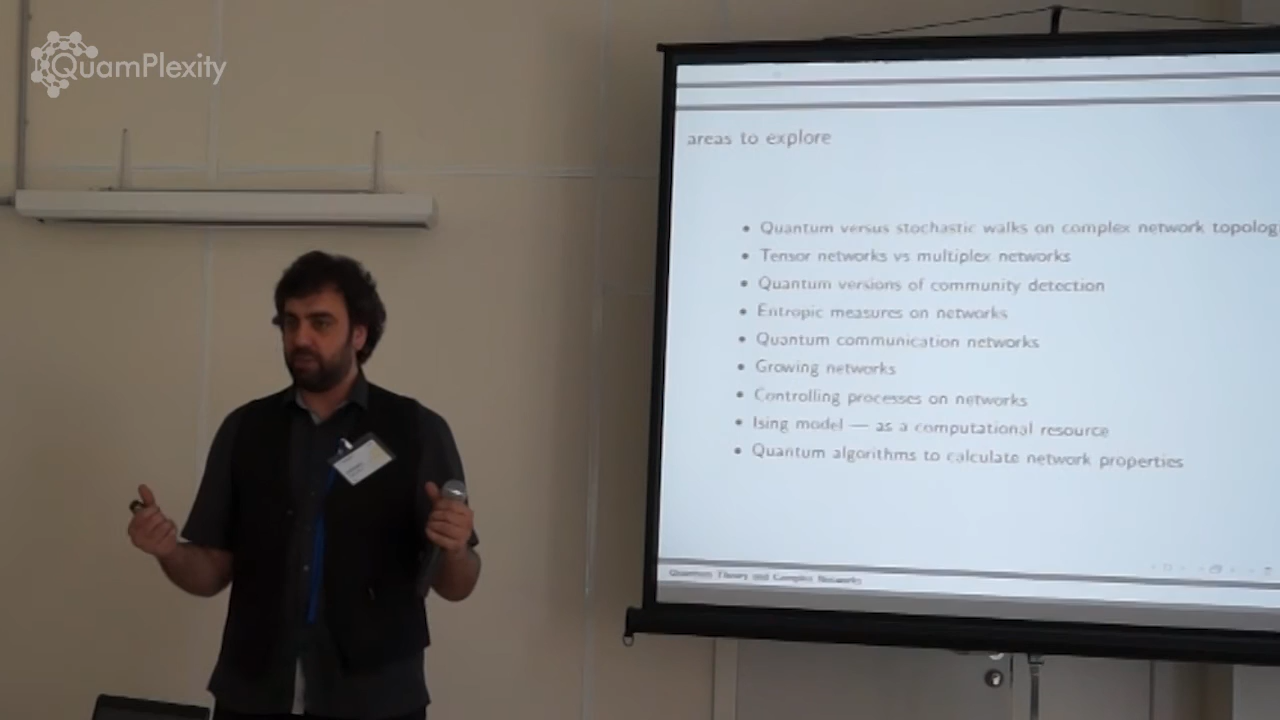 QuamPlexity
areas to explore
• Quantum versus stochastic walks on complex network topologi
• Tensor networks vs multiplex networks
• Quantum versions of community detection
• Entropic measures on networks
• Quantum communication networks
• Growing networks
• Controlling processes on networks
• Ising model — as a computational resource
• Quantum algorithms to calculate network properties
Quantum Theory and Complex Networks